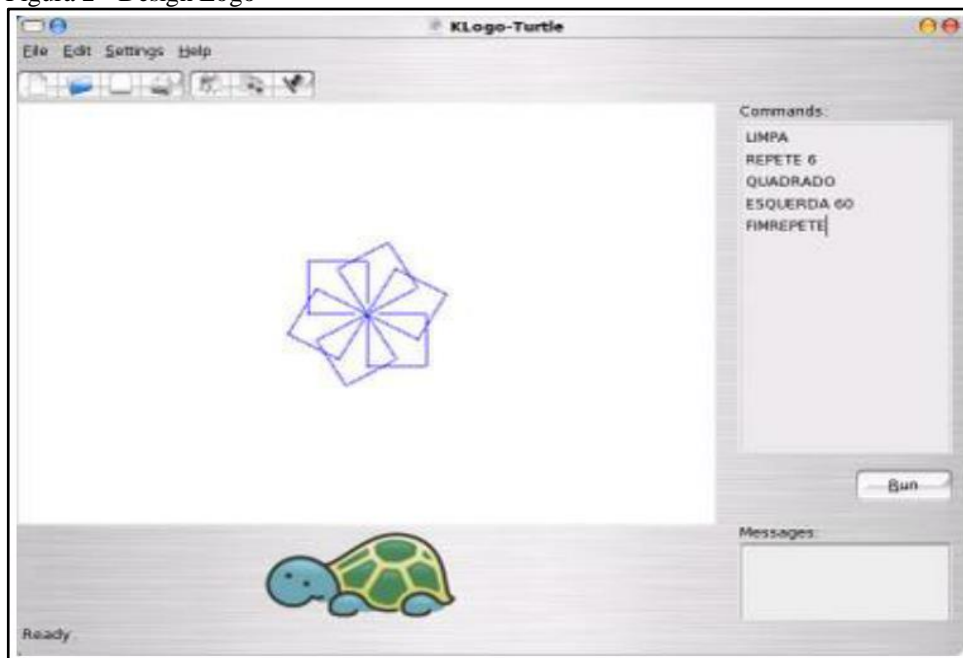 Figura 2 - Design Logo
KLogo-Turtle
File Edit Settings Help
Commands:
LIMPA
REPETE 6
QUADRADO
ESQUERDA 60
FIMREPETE
Run
Messages:
Ready.